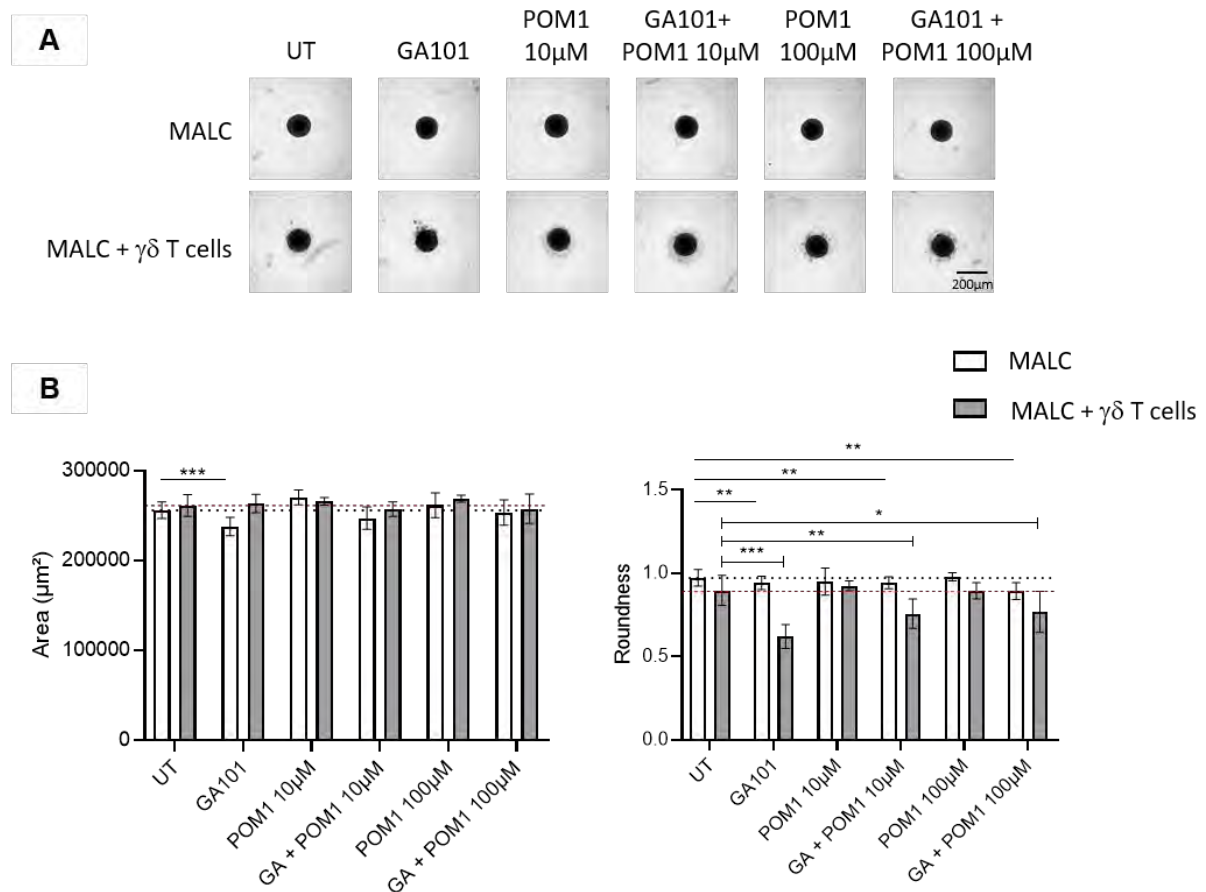 A
UT
GA101
POM1
10µM
GA101+
POM1 10µM
POM1
100µM
GA101 +
POM1 100µM
MALC
MALC + γδ T cells
200µm
B
MALC
MALC + γδ T cells
Area (µm²)
300000
200000
100000
0
***
UT
GA101
POM1 10µM
GA + POM1 10µM
POM1 100µM
GA + POM1 100µM
Roundness
1.5
1.0
0.5
0.0
**
**
**
*
**
***
UT
GA101
POM1 10µM
GA + POM1 10µM
POM1 100µM
GA + POM1 100µM